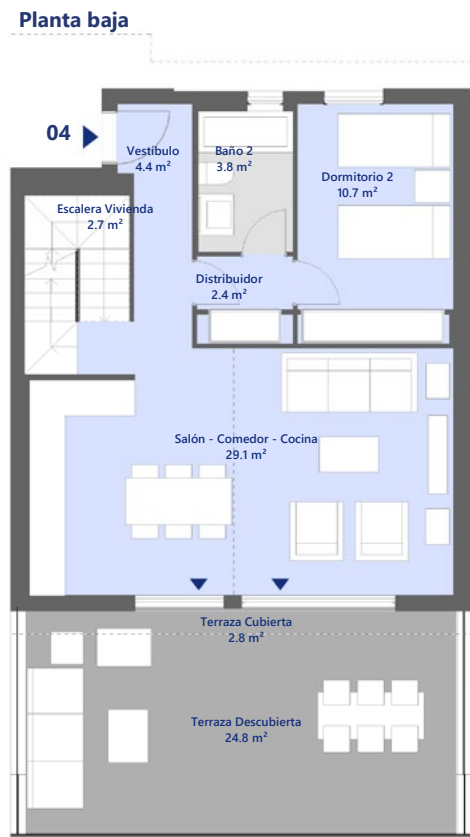 Planta baja
04
Vestíbulo
4.4 m²
Baño 2
3.8 m²
Dormitorio 2
10.7 m²
Escalera Vivienda
2.7 m²
Distribuidor
2.4 m²
Salón - Comedor - Cocina
29.1 m²
Terraza Cubierta
2.8 m²
Terraza Descubierta
24.8 m²